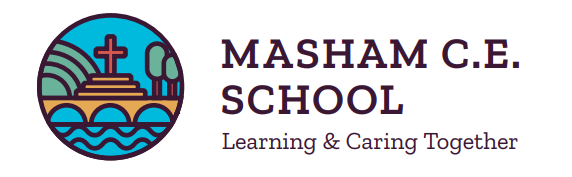 MASHAM C.E.
SCHOOL
Learning & Caring Together